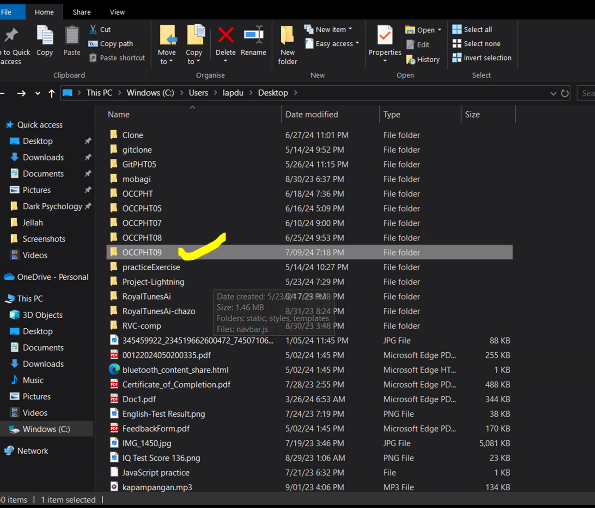 File Home Share View
n to Quick access
Copy
Paste
Cut
Copy path
Paste shortcut
Clipboard
Move to
Copy to
Delete
Rename
Organise
New folder
New item
Easy access
New
Properties
Open
Edit
History
Open
Select all
Select none
Invert selection
Select
This PC > Windows (C:) > Users > lapdu > Desktop >
Sea
Quick access
Desktop
Downloads
Documents
Pictures
Dark Psychology
Jellah
Screenshots
Videos
OneDrive - Personal
This PC
3D Objects
Desktop
Documents
Downloads
Music
Pictures
Videos
Windows (C:)
Network
Name Date modified Type Size
Clone 6/27/24 11:01 PM File folder
gitclone 5/14/24 9:52 PM File folder
GitPHT05 5/26/24 11:15 PM File folder
mobagi 8/30/23 6:37 PM File folder
OCCPHT 6/18/24 7:36 PM File folder
OCCPHT05 6/16/24 5:09 PM File folder
OCCPHT07 6/10/24 9:00 PM File folder
OCCPHT08 6/25/24 9:53 PM File folder
OCCPHT09 7/09/24 7:18 PM File folder
practiceExercise 5/14/24 10:27 PM File folder
Project-Lightning 5/23/24 7:29 PM File folder
RoyalTunesAi File folder
RoyalTunesAi-chazo 8/31/23 8:24 PM File folder
RVC-comp 8/30/23 3:48 PM File folder
Size: 1.46 MB
Folders: static, styles, templates
Files: navbar.js
345459922_234519662600472_74507106... 1/05/24 11:45 PM JPG File 88 KB
00122024050200335.pdf 5/02/24 1:45 PM Microsoft Edge PD... 255 KB
bluetooth_content_share.html 5/02/24 1:45 PM Microsoft Edge HT... 1 KB
Certificate_of_Completion.pdf 7/28/23 2:55 PM Microsoft Edge PD... 488 KB
Doc1.pdf 3/26/24 6:53 AM Microsoft Edge PD... 344 KB
English-Test Result.png 7/24/23 7:19 PM PNG File 38 KB
FeedbackForm.pdf 5/02/24 1:45 PM Microsoft Edge PD... 170 KB
IMG_1450.jpg 7/19/23 3:46 PM JPG File 5,081 KB
IQ Test Score 136.png 8/29/23 1:06 AM PNG File 23 KB
JavaScript practice 7/21/23 6:32 PM File 1 KB
kapampangan.mp3 9/01/23 4:06 PM MP3 File 134 KB
0 items 1 item selected